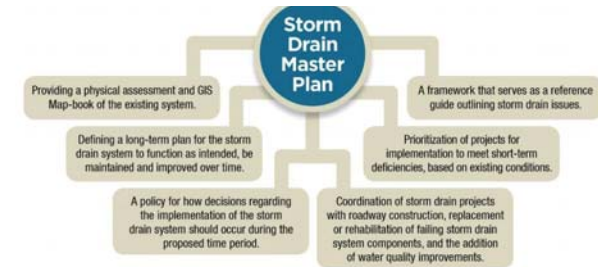 Storm
Drain
Master
Plan
Providing a physical assessment and GIS
Map-book of the existing system.
A framework that serves as a reference
guide outlining storm drain issues.
Defining a long-term plan for the storm
drain system to function as intended, be
maintained and improved over time.
Prioritization of projects for
implementation to meet short-term
deficiencies, based on existing conditions.
A policy for how decisions regarding
the implementation of the storm
drain system should occur during the
proposed time period.
Coordination of storm drain projects
with roadway construction, replacement
or rehabilitation of failing storm drain
system components, and the addition
of water quality improvements.